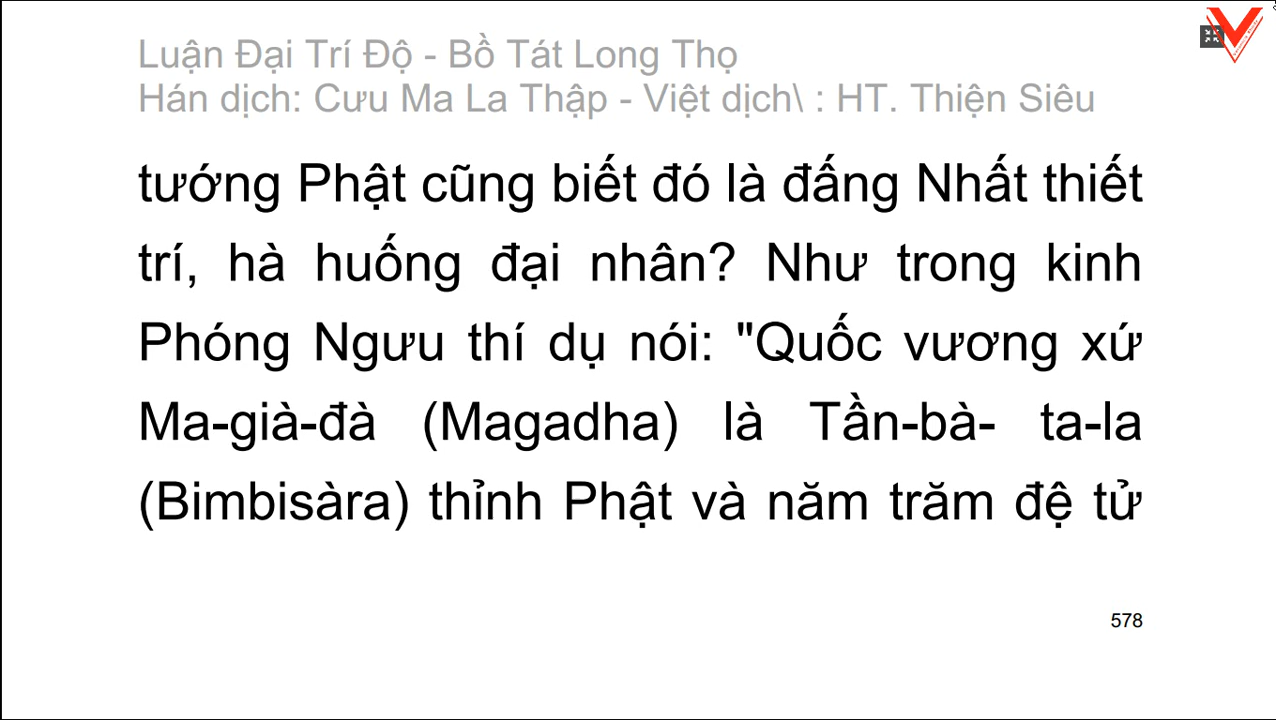 Luận Đại Trí Độ - Bồ Tát Long Thọ
Hán dịch: Cưu Ma La Thập - Việt dịch\ : HT. Thiện Siêu
tướng Phật cũng biết đó là đấng Nhất thiết
trí, hà huống đại nhân? Như trong kinh
Phóng Ngưu thí dụ nói: "Quốc vương xứ
Ma-già-đà (Magadha) là Tần-bà- ta-la
(Bimbisàra) thỉnh Phật và năm trăm đệ tử
578